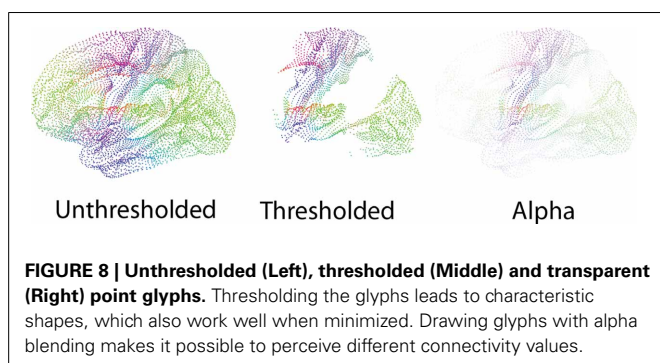 Unthresholded Thresholded Alpha
FIGURE 8 | Unthresholded (Left), thresholded (Middle) and transparent
(Right) point glyphs. Thresholding the glyphs leads to characteristic
shapes, which also work well when minimized. Drawing glyphs with alpha
blending makes it possible to perceive different connectivity values.